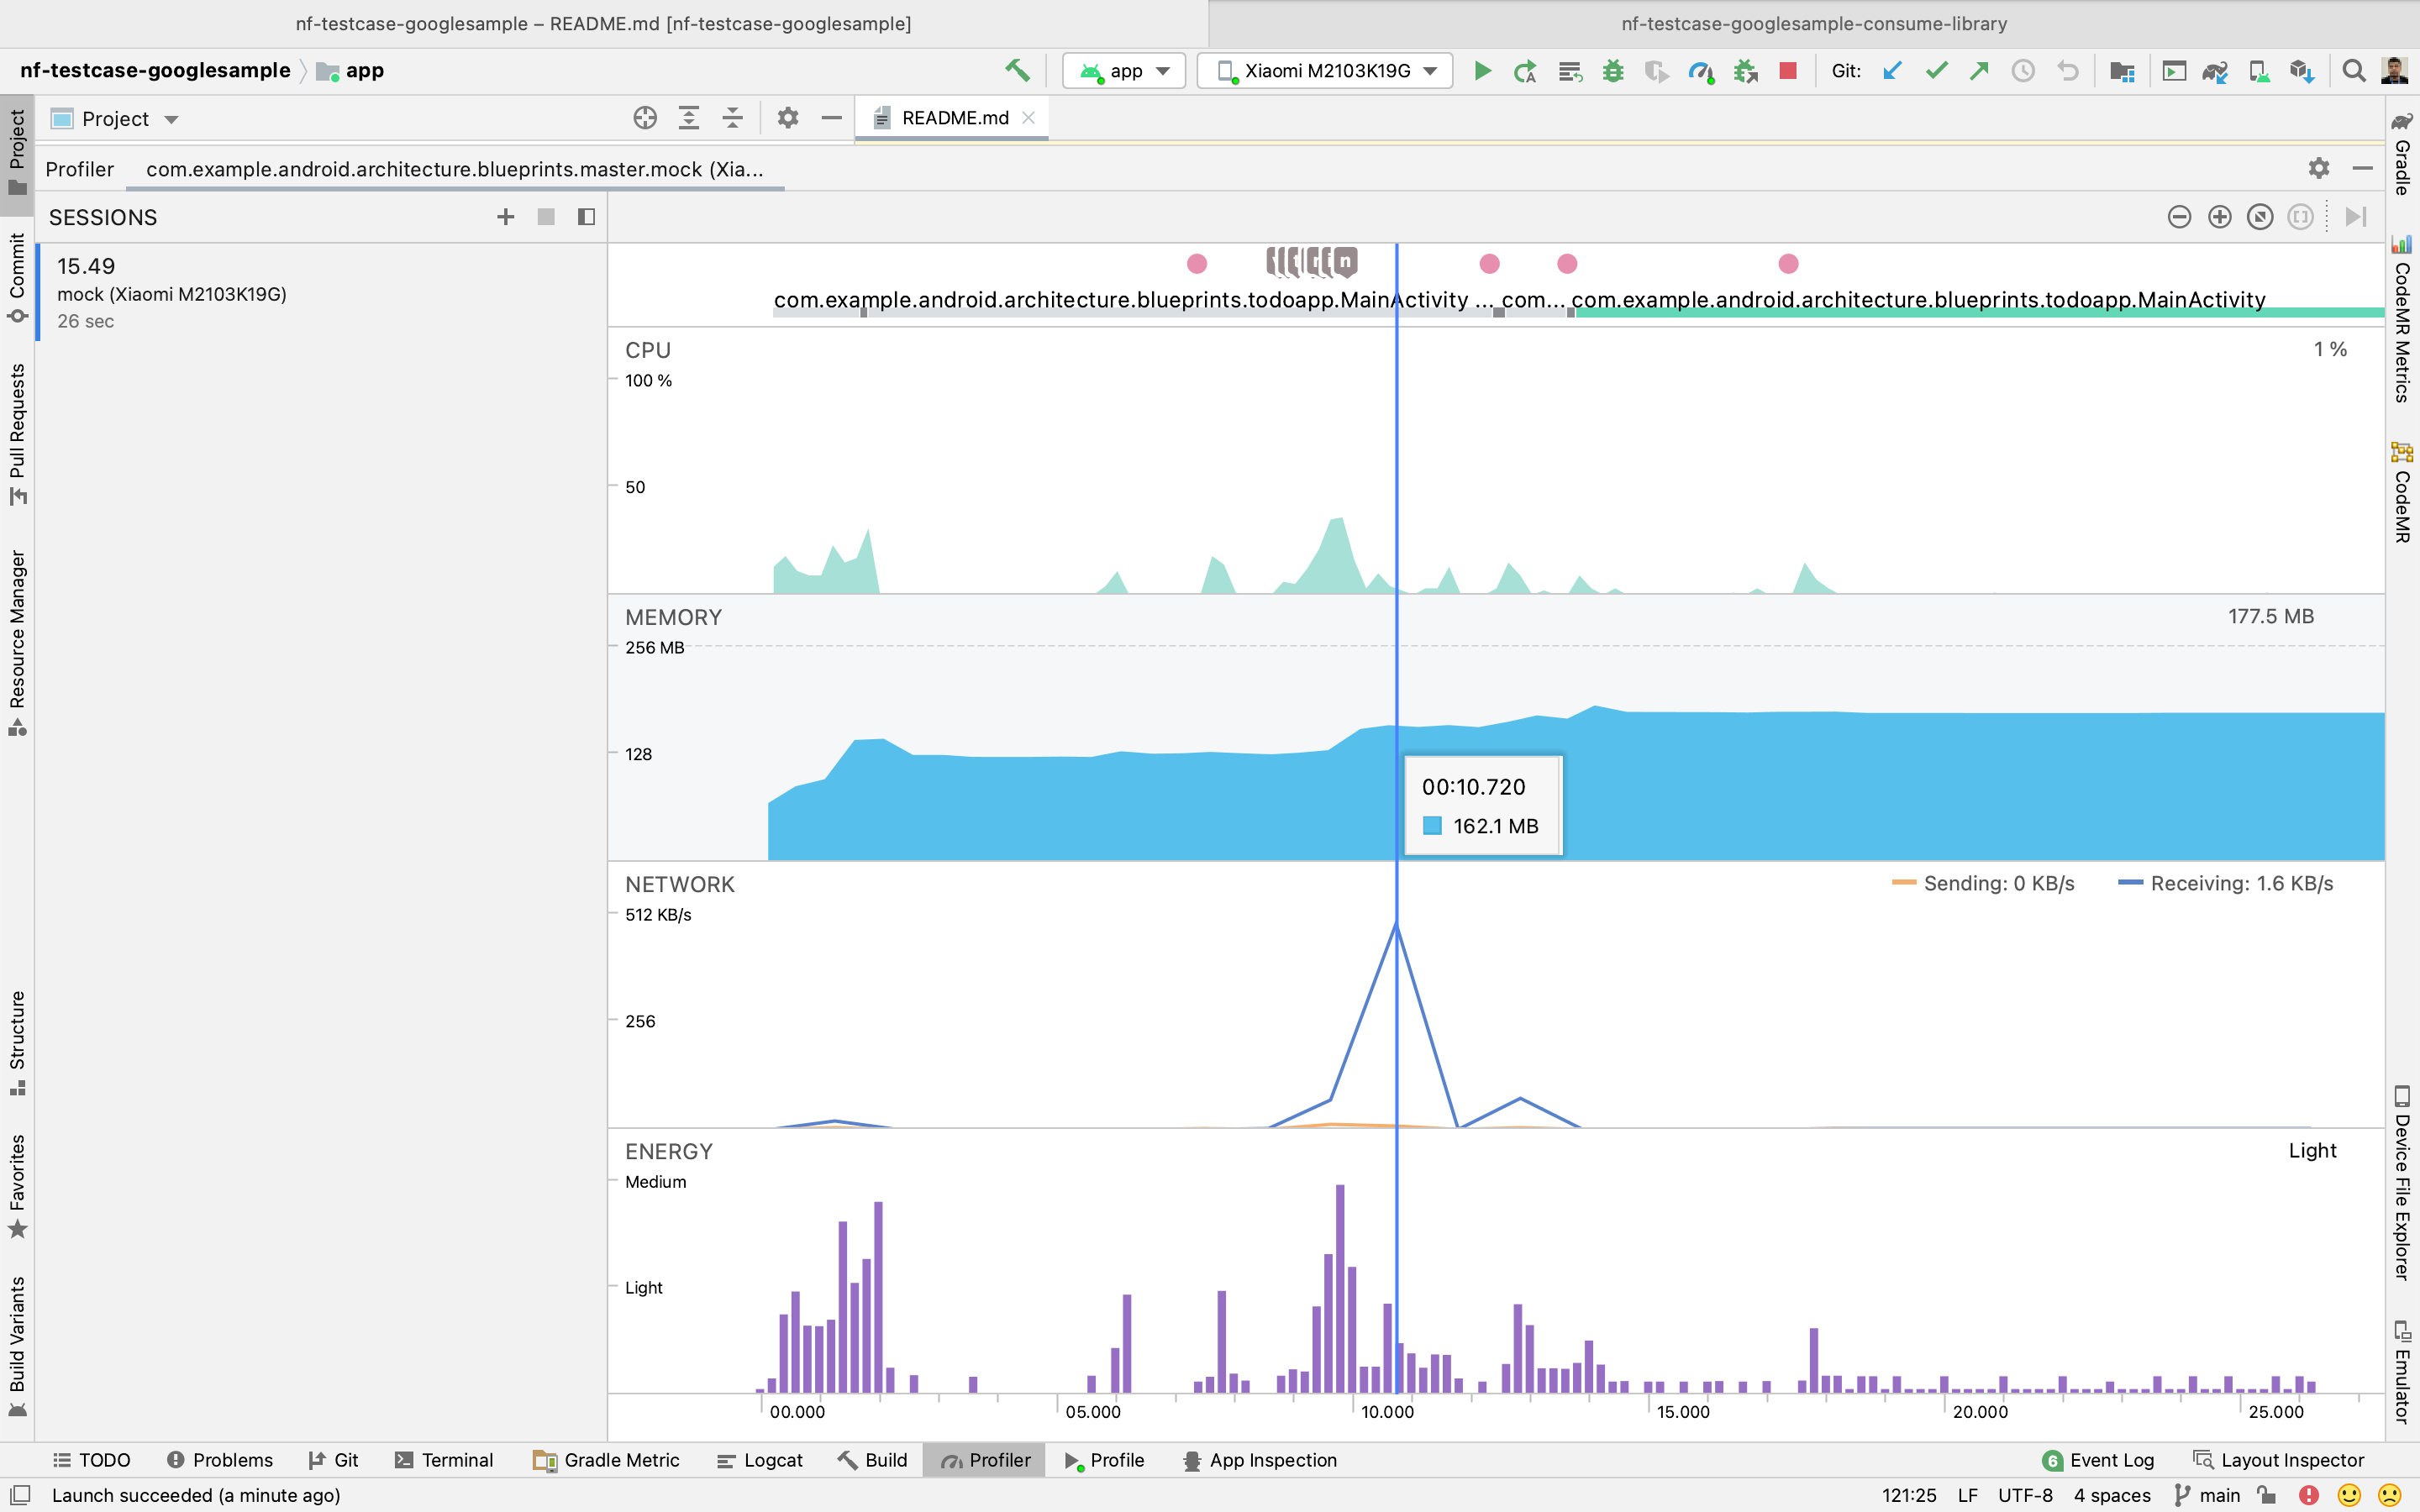 nf-testcase-googlesample – README.md [nf-testcase-googlesample]
nf-testcase-googlesample-consume-library
nf-testcase-googlesample
app
app
Xiaomi M2103K19G
Git:
Project
README.md
Profiler
com.example.android.architecture.blueprints.master.mock (Xia...
SESSIONS
15.49
mock (Xiaomi M2103K19G)
26 sec
com.example.android.architecture.blueprints.todoapp.MainActivity ... com... com.example.android.architecture.blueprints.todoapp.MainActivity
CPU
1 %
100 %
50
MEMORY
177.5 MB
256 MB
128
00:10.720
162.1 MB
NETWORK
Sending: 0 KB/s
Receiving: 1.6 KB/s
512 KB/s
256
ENERGY
Light
Medium
Light
00.000
05.000
10.000
15.000
20.000
25.000
Project
Commit
Pull Requests
Resource Manager
Structure
Favorites
Build Variants
Gradle
CodeMR Metrics
CodeMR
Device File Explorer
Emulator
TODO
Problems
Git
Terminal
Gradle Metric
Logcat
Build
Profiler
Profile
App Inspection
6 Event Log
Layout Inspector
Launch succeeded (a minute ago)
121:25
LF
UTF-8
4 spaces
main